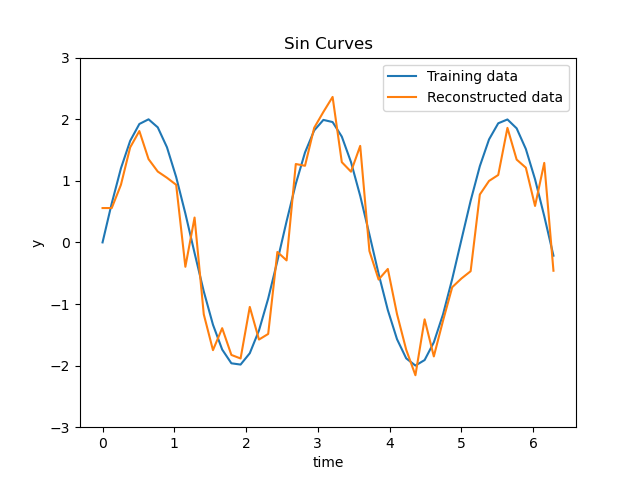 Sin Curves
Training data
Reconstructed data
3
2
1
0
−1
−2
−3
y
0 1 2 3 4 5 6
time